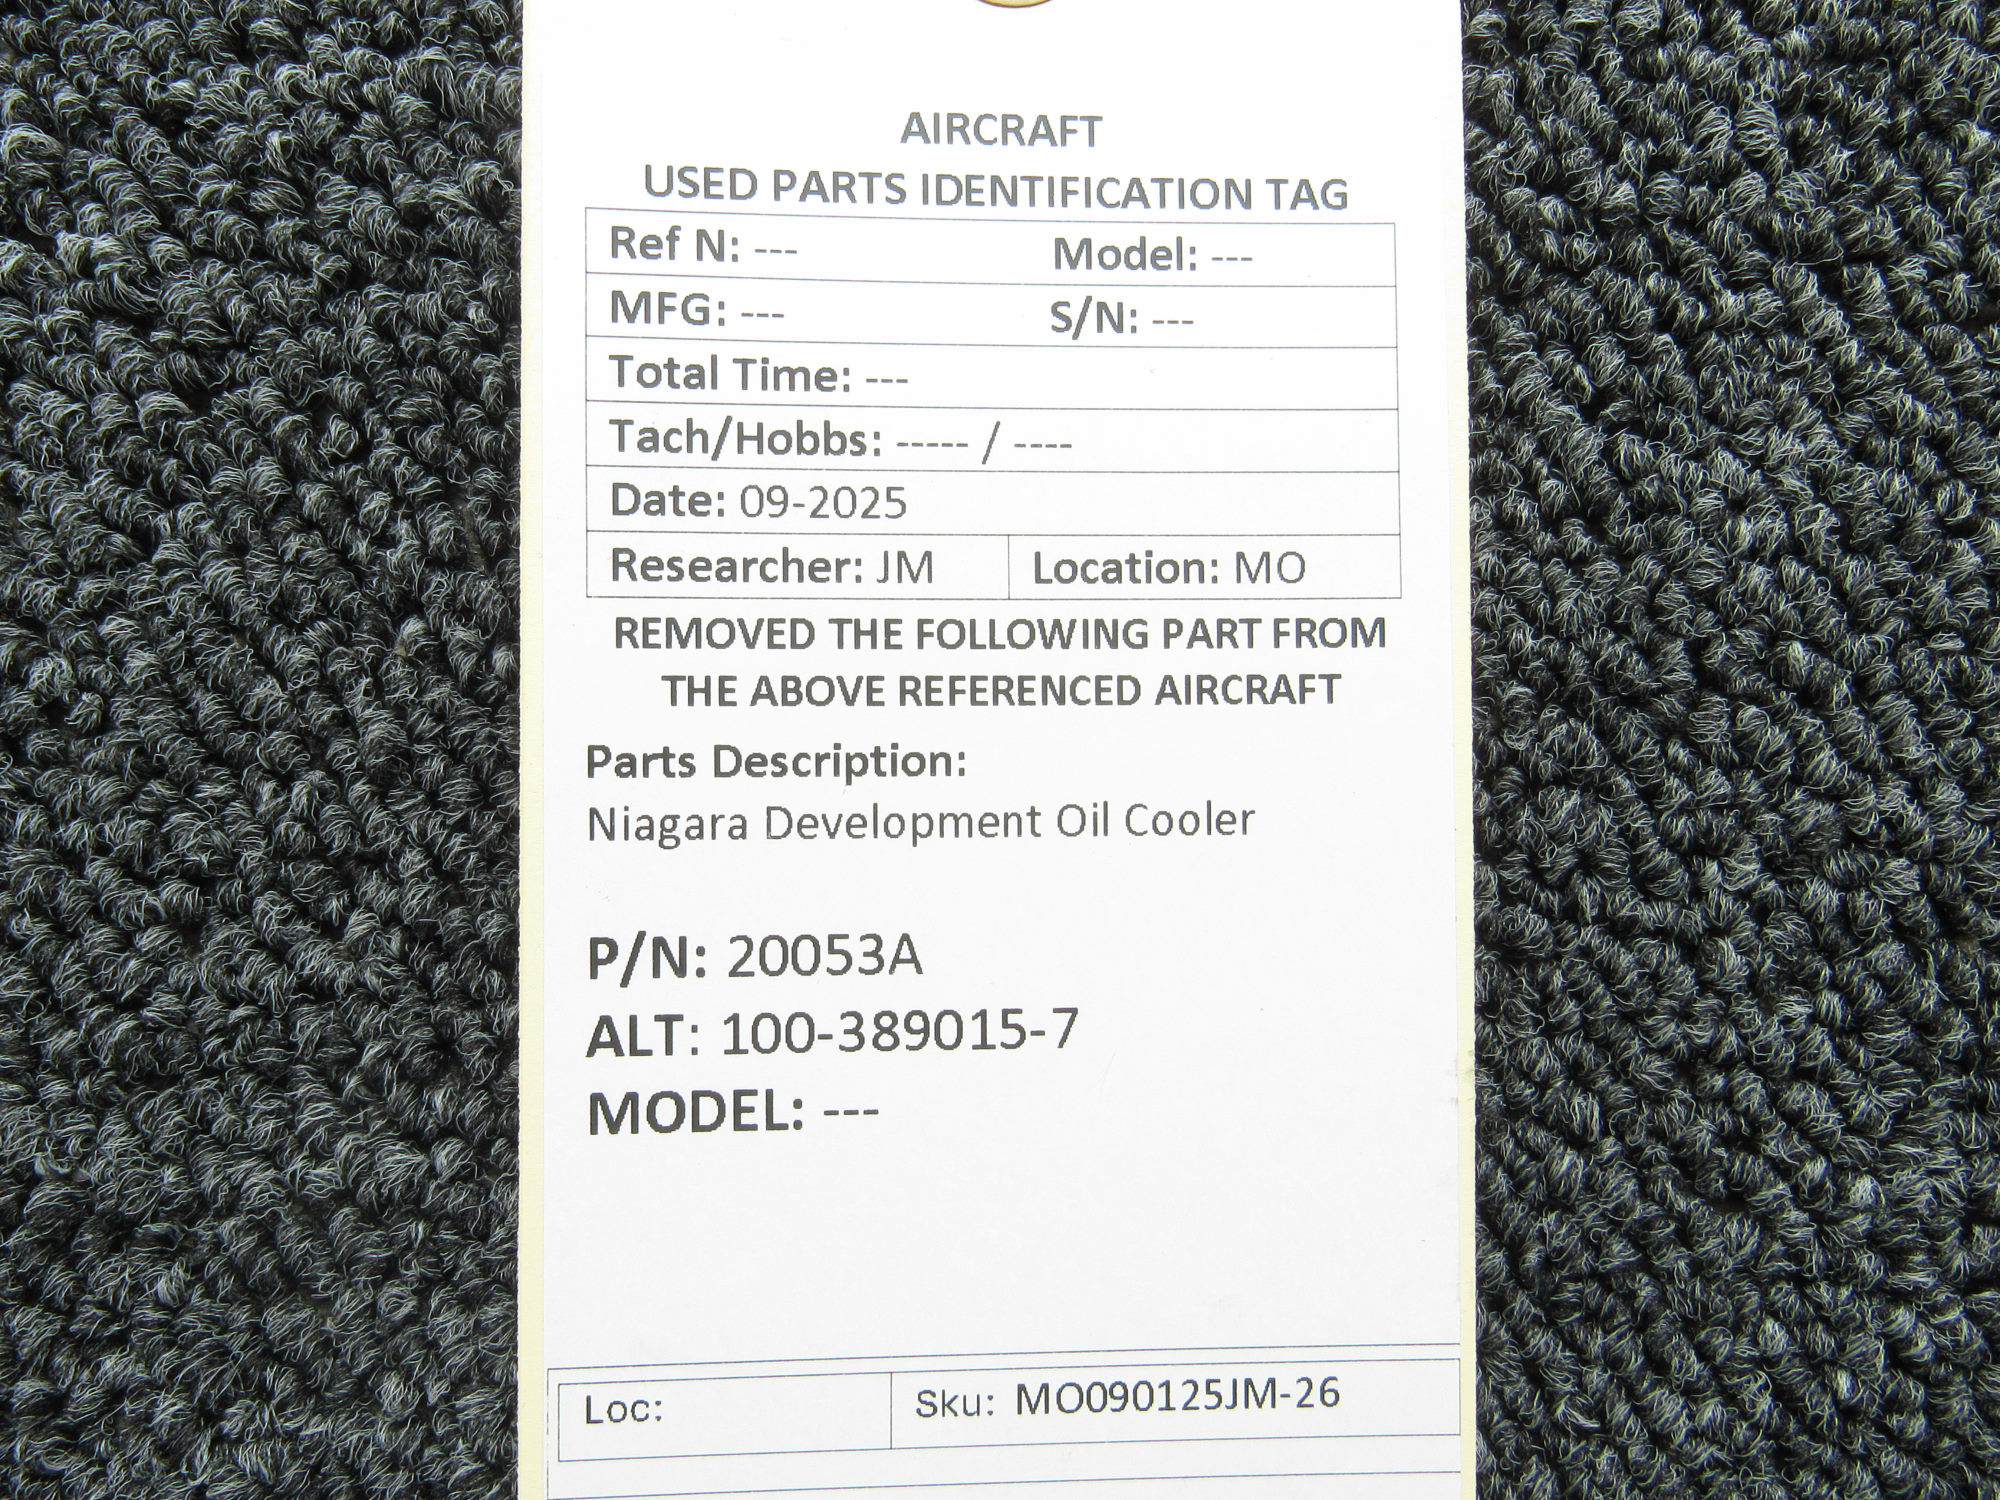 AIRCRAFT
USED PARTS IDENTIFICATION TAG
Ref N: --- Model: ---
MFG: --- S/N: ---
Total Time: ---
Tach/Hobbs: ----- / ----
Date: 09-2025
Researcher: JM Location: MO
REMOVED THE FOLLOWING PART FROM
THE ABOVE REFERENCED AIRCRAFT
Parts Description:
Niagara Development Oil Cooler
P/N: 20053A
ALT: 100-389015-7
MODEL: ---
Loc: Sku: MO090125JM-26